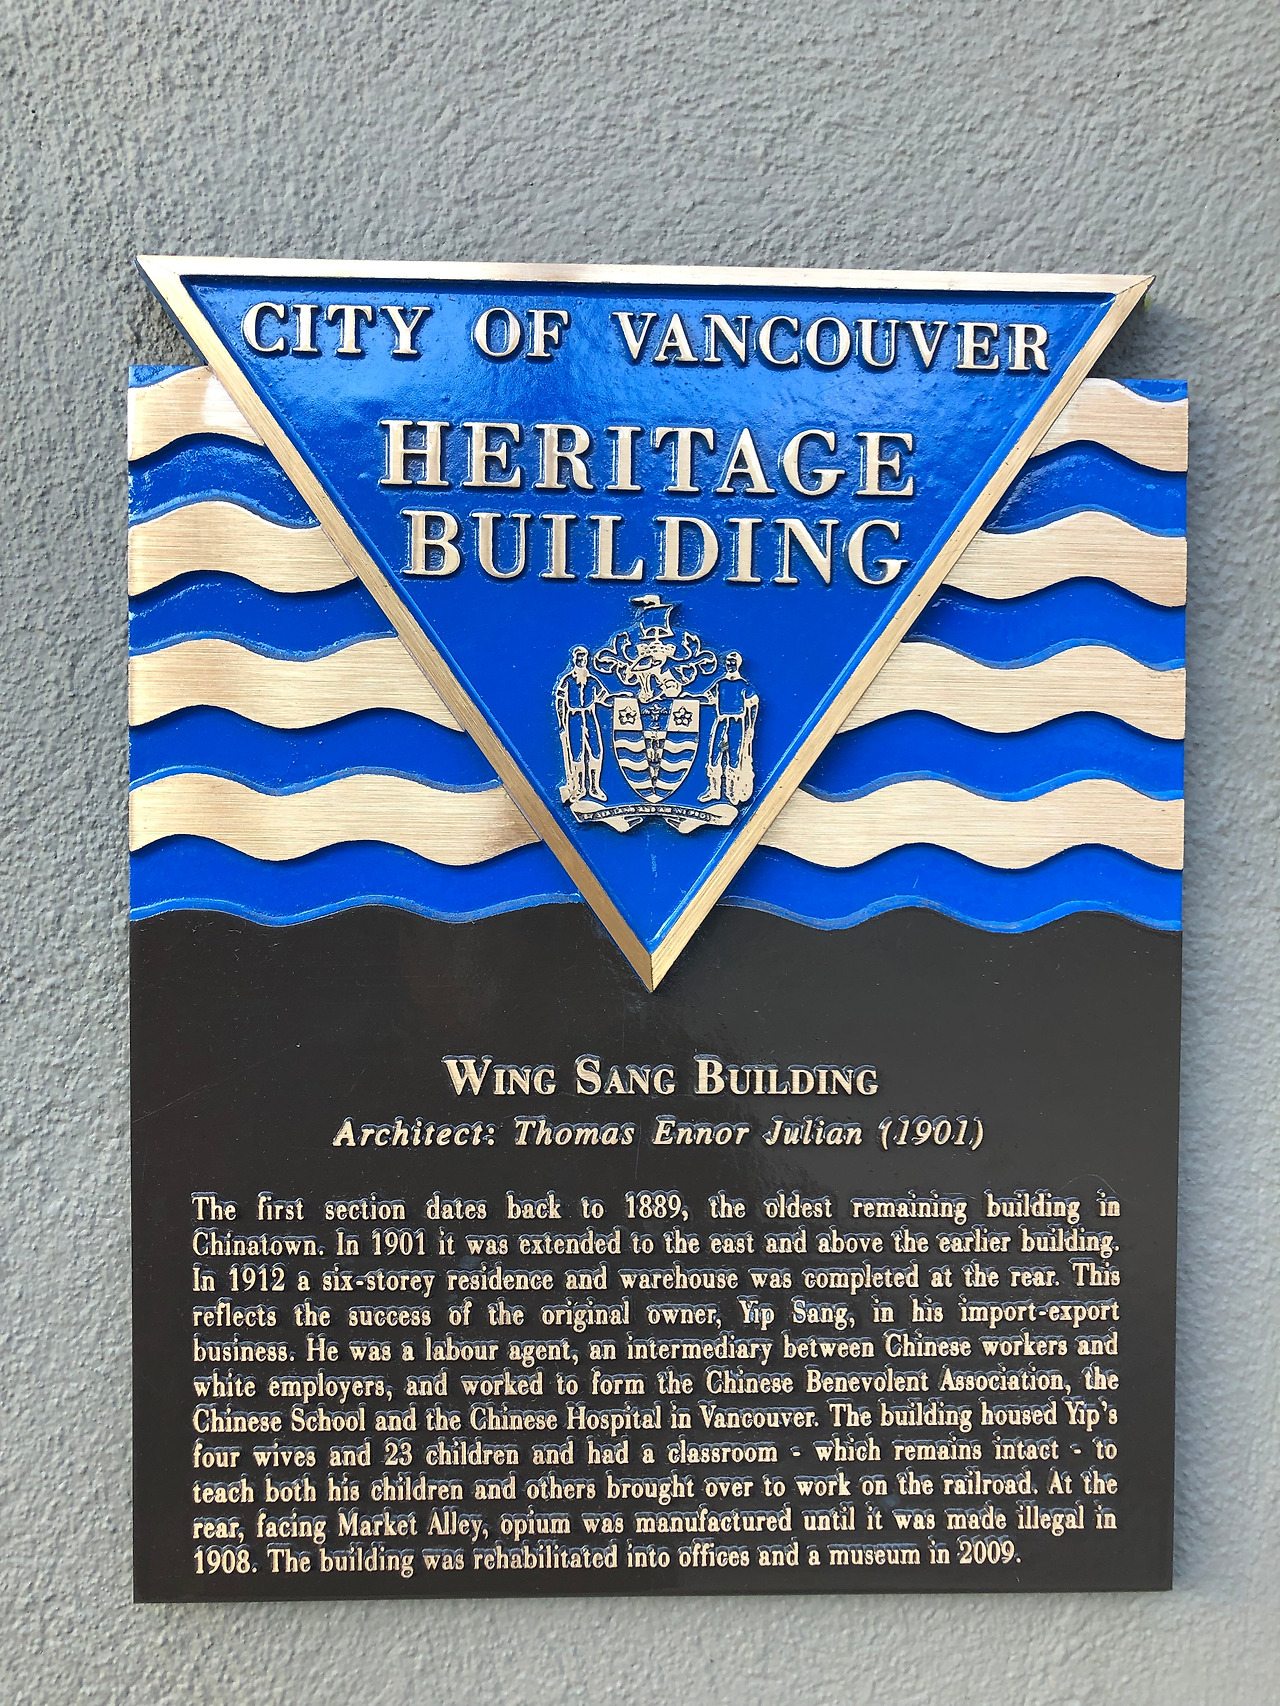 CITY OF VANCOUVER
HERITAGE
BUILDING
WING SANG BUILDING
Architect: Thomas Ennor Julian (1901)
The first section dates back to 1889, the oldest remaining building in
Chinatown. In 1901 it was extended to the east and above the earlier building.
In 1912 a six-storey residence and warehouse was completed at the rear. This
reflects the success of the original owner, Yip Sang, in his import-export
business. He was a labour agent, an intermediary between Chinese workers and
white employers, and worked to form the Chinese Benevolent Association, the
Chinese School and the Chinese Hospital in Vancouver. The building housed Yip's
four wives and 23 children and had a classroom - which remains intact - to
teach both his children and others brought over to work on the railroad. At the
rear, facing Market Alley, opium was manufactured until it was made illegal in
1908. The building was rehabilitated into offices and a museum in 2009.